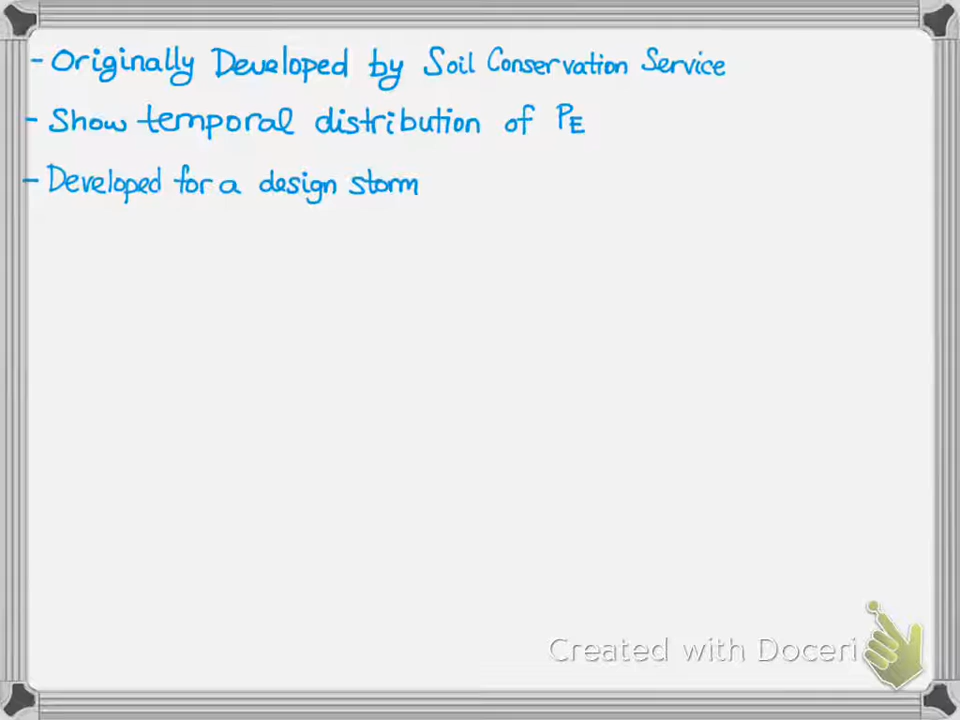 - Originally Developed by Soil Conservation Service
- Show temporal distribution of PE
- Developed for a design storm
Created with Doceri